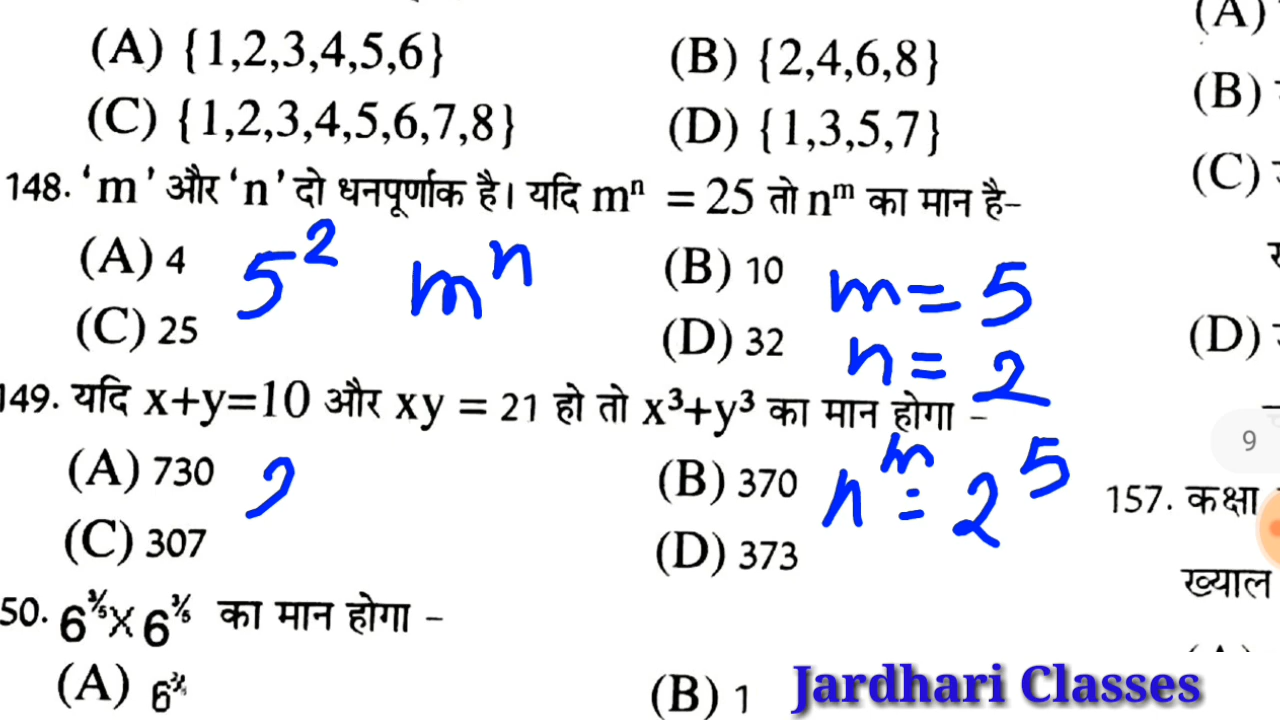 (A) {1,2,3,4,5,6} (B) {2,4,6,8}
(C) {1,2,3,4,5,6,7,8} (D) {1,3,5,7}
148. ‘m’ और ‘n’ दो धनपूर्णाक है। यदि mⁿ = 25 तो nᵐ का मान है–
(A) 4 (B) 10
(C) 25 (D) 32
5² mⁿ
m = 5
n = 2
149. यदि x+y=10 और xy = 21 हो तो x³+y³ का मान होगा –
(A) 730 (B) 370
(C) 307 (D) 373
2
nᵐ = 2⁵
50. का मान होगा –
(A) (B) 1
(A)
(B)
(C)
(D)
9
157. कक्षा
ख्याल
Jardhari Classes